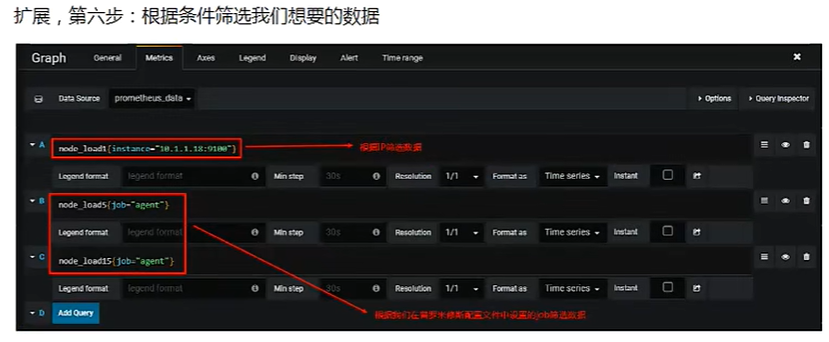 扩展，第六步：根据条件筛选我们想要的数据
Graph General Metrics Axes Legend Display Alert Time range
Data Source prometheus_data Options Query Inspector
A node_load1{instance="10.1.1.18:9100"} 根据IP筛选数据
Legend format legend format Min step 30s Resolution 1/1 Format as Time series Instant
B node_load5{job="agent"}
Legend format legend format Min step 30s Resolution 1/1 Format as Time series Instant
C node_load15{job="agent"}
Legend format legend format Min step 30s Resolution 1/1 Format as Time series Instant
D Add Query 根据我们在普罗米修斯配置文件中设置的job筛选数据